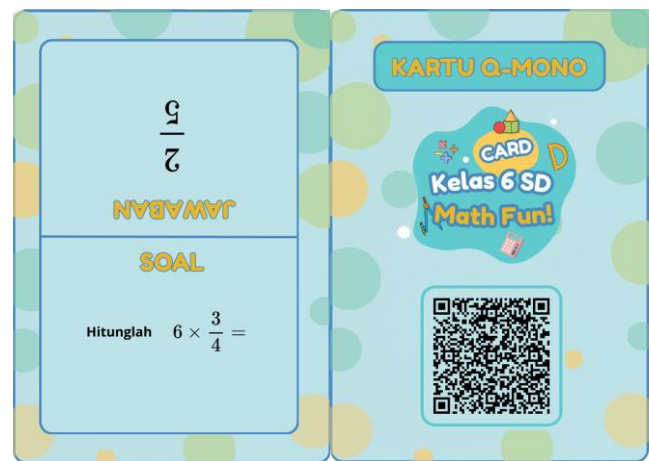 JAWABAN
2/5
SOAL
Hitunglah 6 × 3/4 =
KARTU Q-MONO
CARD
Kelas 6 SD
Math Fun!